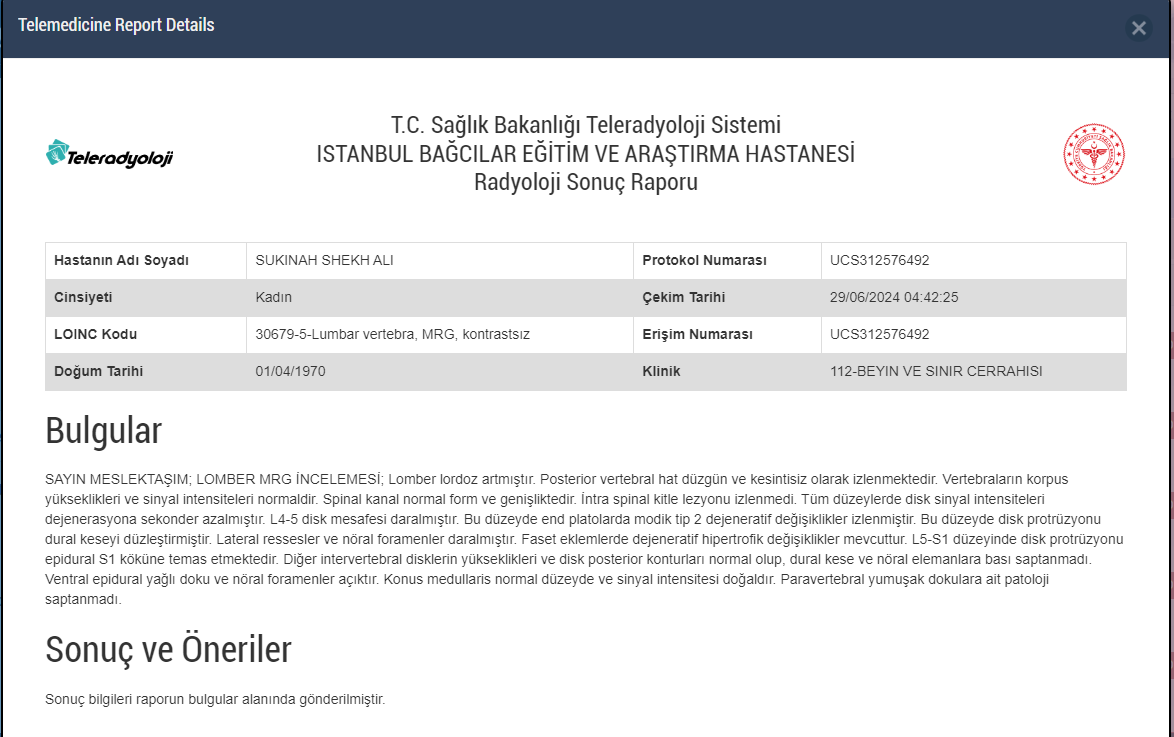 Telemedicine Report Details
×
Teleradyoloji
T.C. Sağlık Bakanlığı Teleradyoloji Sistemi
ISTANBUL BAĞCILAR EĞİTİM VE ARAŞTIRMA HASTANESİ
Radyoloji Sonuç Raporu
Hastanın Adı Soyadı SUKINAH SHEKH ALI Protokol Numarası UCS312576492
Cinsiyeti Kadın Çekim Tarihi 29/06/2024 04:42:25
LOINC Kodu 30679-5-Lumbar vertebra, MRG, kontrastsız Erişim Numarası UCS312576492
Doğum Tarihi 01/04/1970 Klinik 112-BEYIN VE SINIR CERRAHISI
Bulgular
SAYIN MESLEKTAŞIM; LOMBER MRG İNCELEMESİ; Lomber lordoz artmıştır. Posterior vertebral hat düzgün ve kesintisiz olarak izlenmektedir. Vertebraların korpus
yükseklikleri ve sinyal intensiteleri normaldir. Spinal kanal normal form ve genişliktedir. İntra spinal kitle lezyonu izlenmedi. Tüm düzeylerde disk sinyal intensiteleri
dejenerasyona sekonder azalmıştır. L4-5 disk mesafesi daralmıştır. Bu düzeyde end platolarda modik tip 2 dejeneratif değişiklikler izlenmiştir. Bu düzeyde disk protrüzyonu
dural keseyi düzleştirmiştir. Lateral ressesler ve nöral foramenler daralmıştır. Faset eklemlerde dejeneratif hipertrofik değişiklikler mevcuttur. L5-S1 düzeyinde disk protrüzyonu
epidural S1 köküne temas etmektedir. Diğer intervertebral disklerin yükseklikleri ve disk posterior konturları normal olup, dural kese ve nöral elemanlara bası saptanmadı.
Ventral epidural yağlı doku ve nöral foramenler açıktır. Konus medullaris normal düzeyde ve sinyal intensitesi doğaldır. Paravertebral yumuşak dokulara ait patoloji
saptanmadı.
Sonuç ve Öneriler
Sonuç bilgileri raporun bulgular alanında gönderilmiştir.